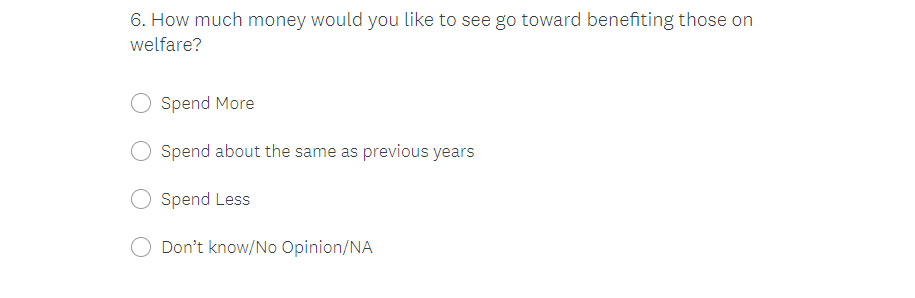 6. How much money would you like to see go toward benefiting those on
welfare?
Spend More
Spend about the same as previous years
Spend Less
Don’t know/No Opinion/NA